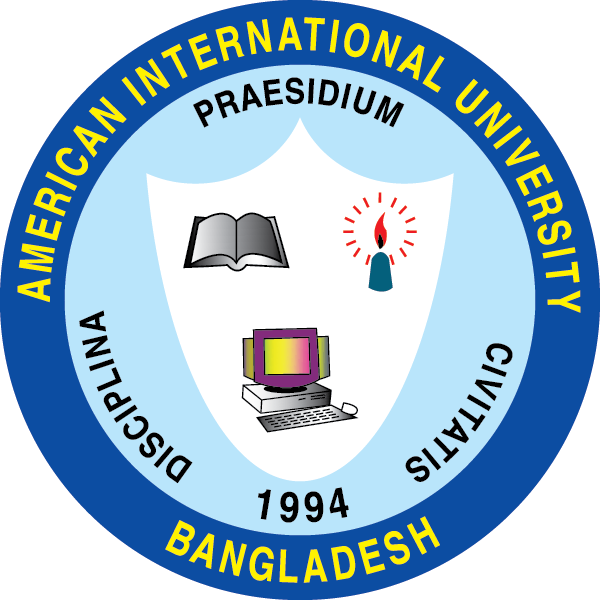 AMERICAN INTERNATIONAL UNIVERSITY
PRAESIDIUM
DISCIPLINA
CIVITATIS
1994
BANGLADESH